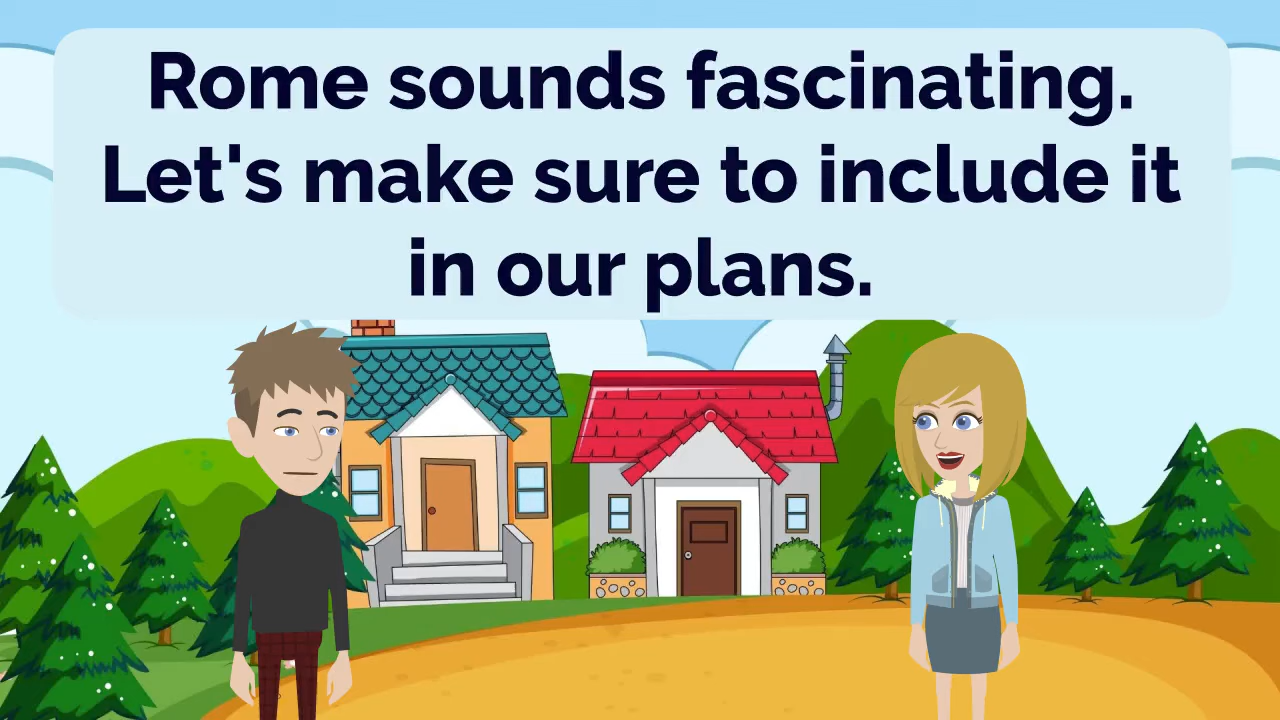 Rome sounds fascinating.
Let's make sure to include it
in our plans.